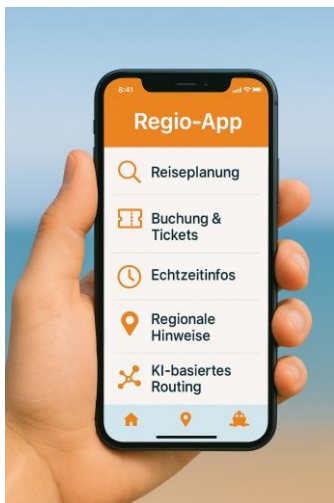 8:41
Regio-App
Reiseplanung
Buchung &
Tickets
Echtzeitinfos
Regionale
Hinweise
KI-basiertes
Routing